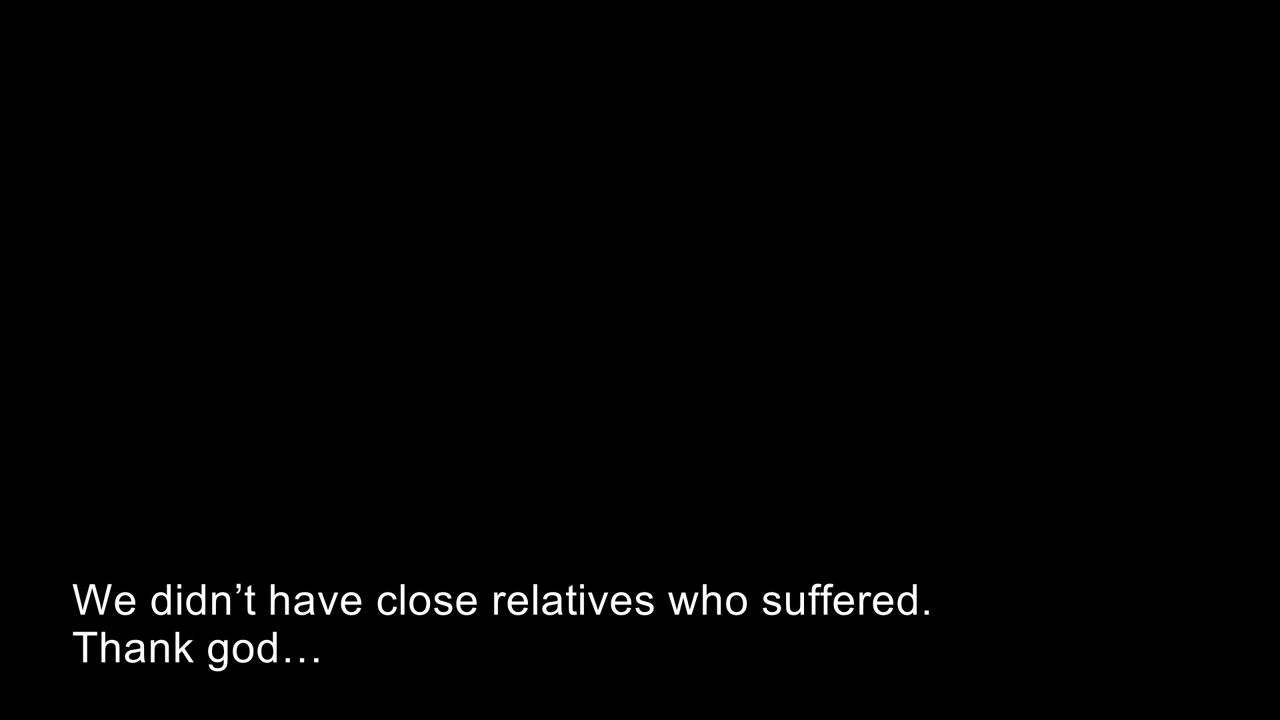 We didn’t have close relatives who suffered.
Thank god…